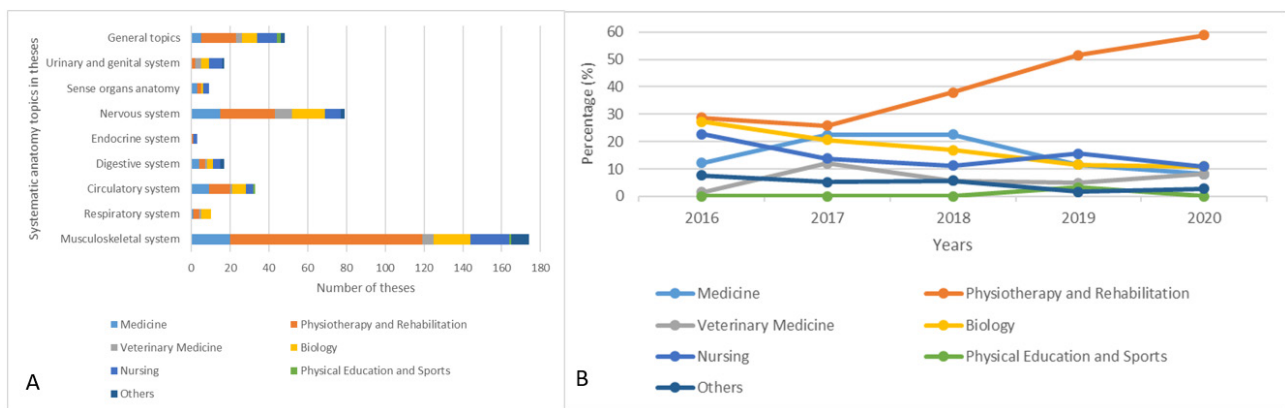 Systematic anatomy topics in theses
General topics
Urinary and genital system
Sense organs anatomy
Nervous system
Endocrine system
Digestive system
Circulatory system
Respiratory system
Musculoskeletal system
0 20 40 60 80 100 120 140 160 180
Number of theses
Medicine Physiotherapy and Rehabilitation
Veterinary Medicine Biology
Nursing Physical Education and Sports
Others
A
Percentage (%)
60
50
40
30
20
10
0
2016 2017 2018 2019 2020
Years
Medicine Physiotherapy and Rehabilitation
Veterinary Medicine Biology
Nursing Physical Education and Sports
Others
B